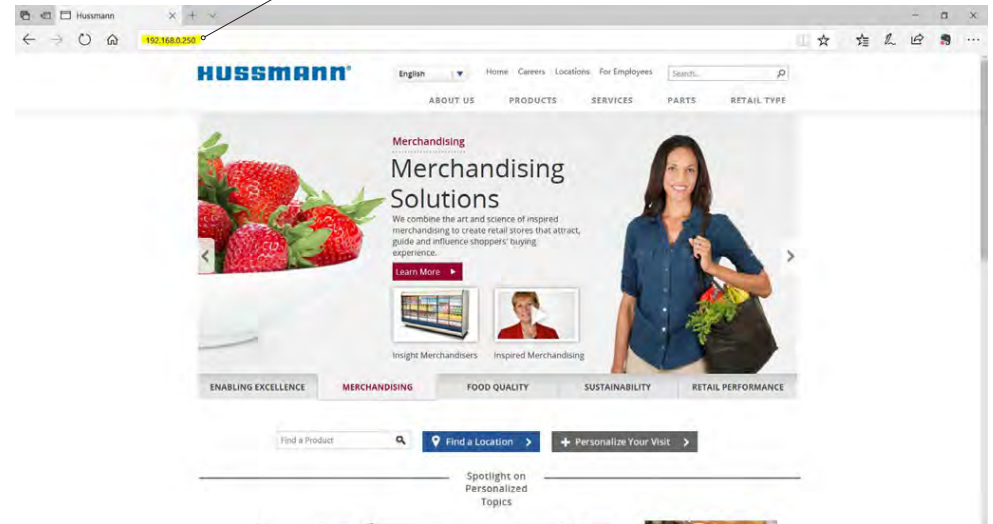 Hussmann
192.168.0.250
HUSSMANN®
English
Home Careers Locations For Employees
Search...
ABOUT US PRODUCTS SERVICES PARTS RETAIL TYPE
Merchandising
Merchandising
Solutions
We combine the art and science of inspired
merchandising to create retail stores that attract,
guide and influence shoppers' buying
experience.
Learn More
Insight Merchandisers Inspired Merchandising
ENABLING EXCELLENCE MERCHANDISING FOOD QUALITY SUSTAINABILITY RETAIL PERFORMANCE
Find a Product Find a Location Personalize Your Visit
Spotlight on
Personalized
Topics